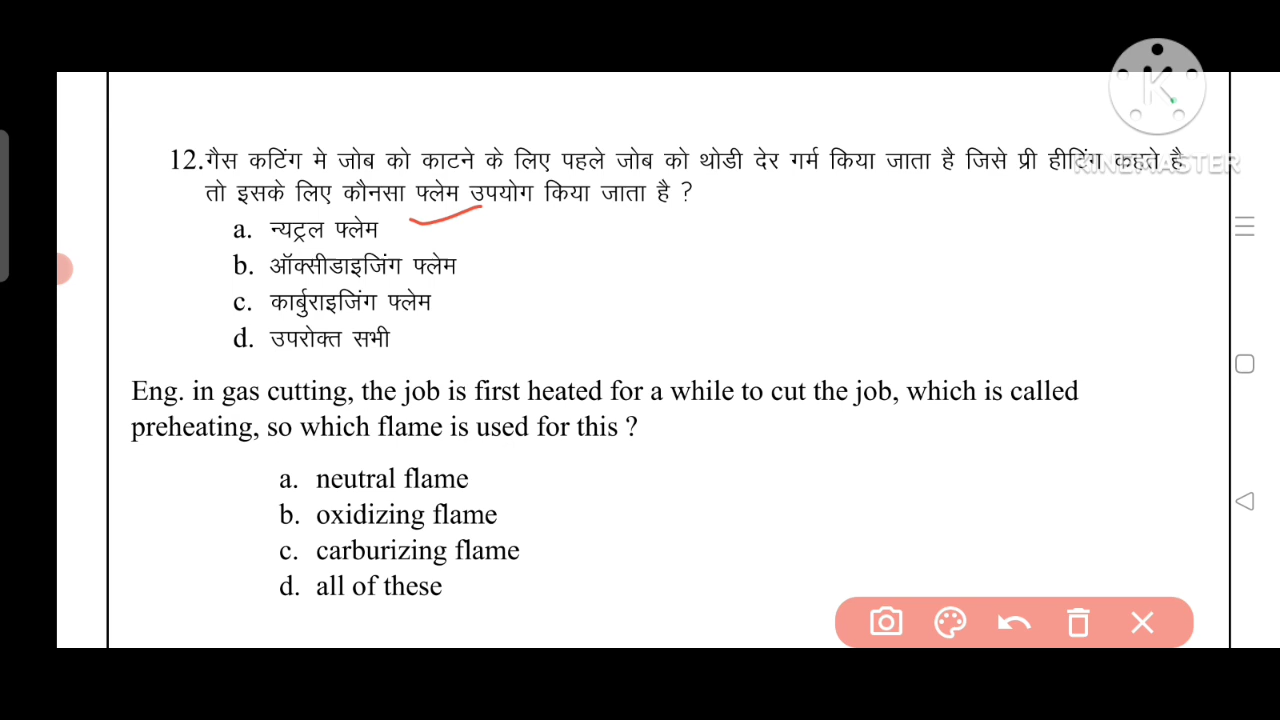 KINEMASTER
12.गैस कटिंग मे जोब को काटने के लिए पहले जोब को थोडी देर गर्म किया जाता है जिसे प्री हीटिंग कहते है
तो इसके लिए कौनसा फ्लेम उपयोग किया जाता है ?
a. न्यट्रल फ्लेम
b. ऑक्सीडाइजिंग फ्लेम
c. कार्बुराइजिंग फ्लेम
d. उपरोक्त सभी
Eng. in gas cutting, the job is first heated for a while to cut the job, which is called
preheating, so which flame is used for this ?
a. neutral flame
b. oxidizing flame
c. carburizing flame
d. all of these